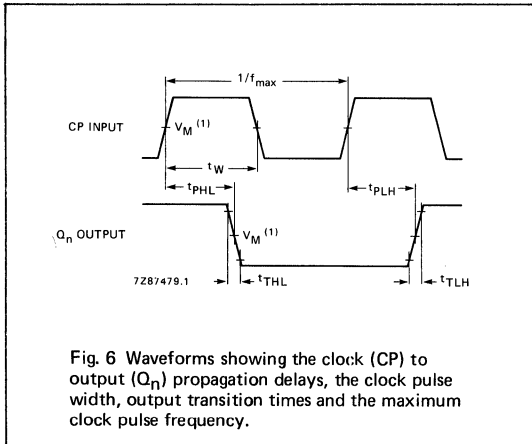 1/fmax
CP INPUT
VM (1)
tW
tPHL
tPLH
Qn OUTPUT
VM (1)
7Z87479.1
tTHL
tTLH
Fig. 6 Waveforms showing the clock (CP) to
output (Qn) propagation delays, the clock pulse
width, output transition times and the maximum
clock pulse frequency.